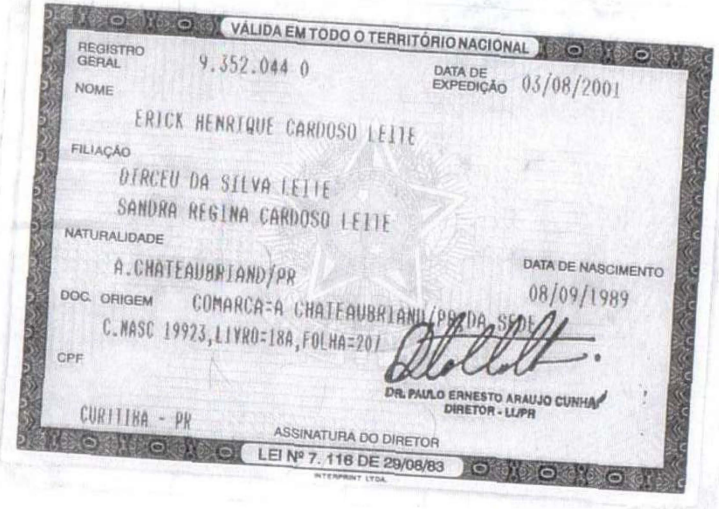 VÁLIDA EM TODO O TERRITÓRIO NACIONAL
REGISTRO GERAL 9.352.044 0 DATA DE EXPEDIÇÃO 03/08/2001
NOME
ERICK HENRIQUE CARDOSO LEITE
FILIAÇÃO
DIRCEU DA SILVA LEITE
SANDRA REGINA CARDOSO LEITE
NATURALIDADE
A.CHATEAUBRIAND/PR
DATA DE NASCIMENTO
08/09/1989
DOC. ORIGEM COMARCA=A CHATEAUBRIAND/PR, DA SEDE
C.NASC 19923,LIVRO=18A,FOLHA=207
CPF
DR. PAULO ERNESTO ARAUJO CUNHA
DIRETOR - I.I/PR
CURITIBA - PR
ASSINATURA DO DIRETOR
LEI Nº 7.116 DE 29/08/83
INTERPRINT LTDA.